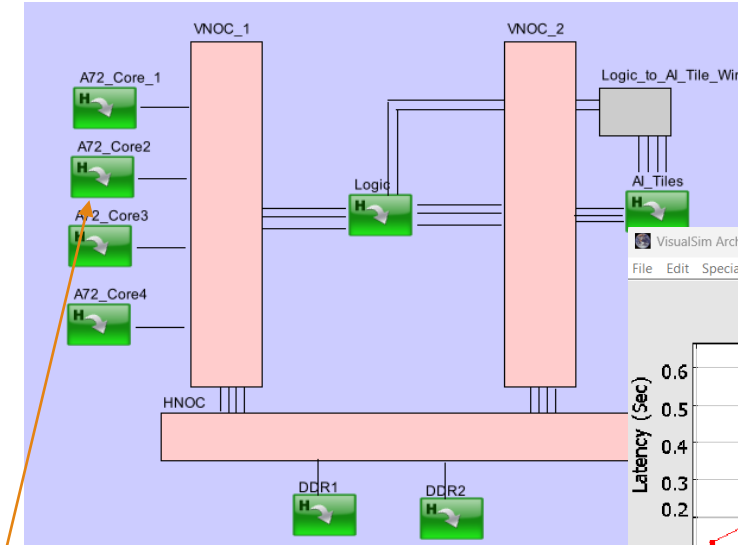 VNOC_1
VNOC_2
A72_Core_1
H
Logic_to_AI_Tile_Wir
A72_Core2
H
Logic
H
AI_Tiles
H
A72_Core3
H
VisualSim Arch
File Edit Specia
A72_Core4
H
HNOC
Latency (Sec)
0.6
0.5
0.4
0.3
0.2
DDR1
H
DDR2
H